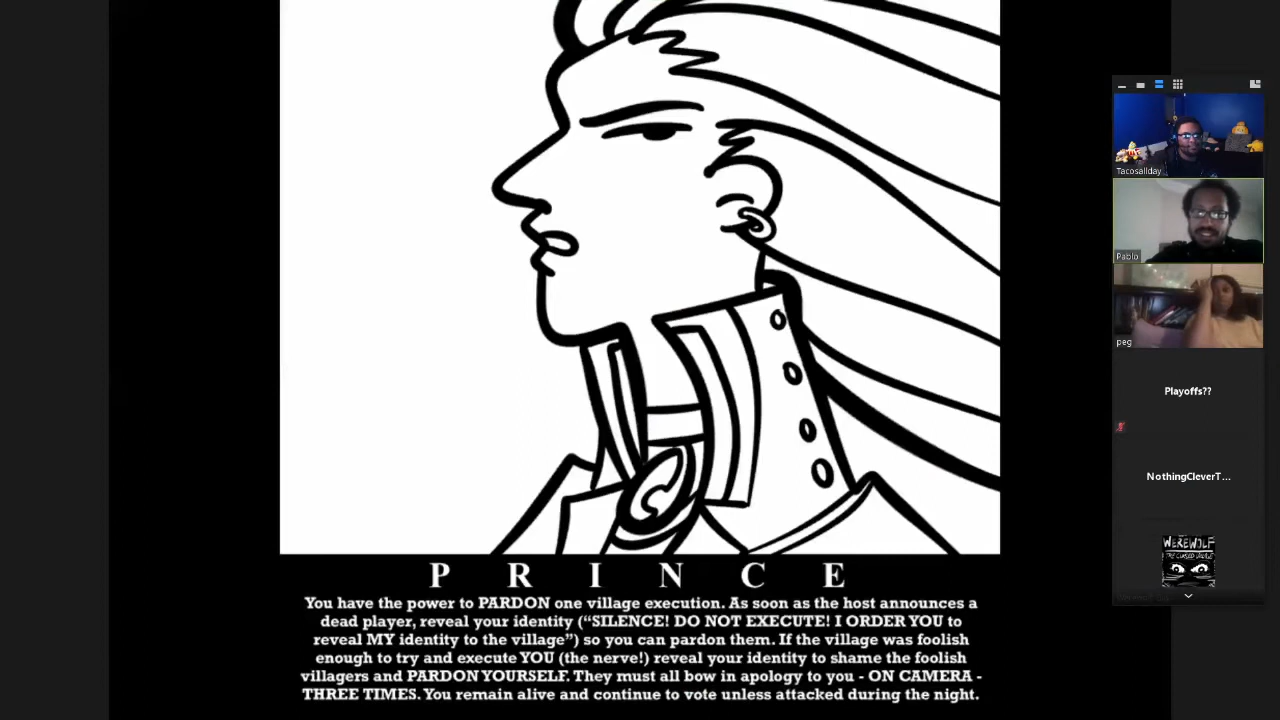 Tacosallday
Pablo
peg
Playoffs??
NothingCleverT...
WEREWOLF
P R I N C E
You have the power to PARDON one village execution. As soon as the host announces a
dead player, reveal your identity (“SILENCE! DO NOT EXECUTE! I ORDER YOU to
reveal MY identity to the village”) so you can pardon them. If the village was foolish
enough to try and execute YOU (the nerve!) reveal your identity to shame the foolish
villagers and PARDON YOURSELF. They must all bow in apology to you - ON CAMERA -
THREE TIMES. You remain alive and continue to vote unless attacked during the night.